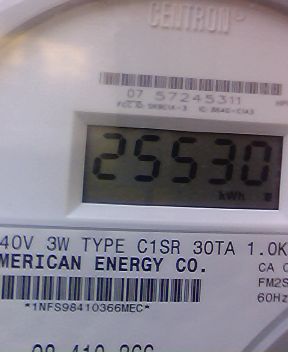 CENTRON
07 57245311
25530
kWh
40V 3W TYPE C1SR 30TA 1.0K
MERICAN ENERGY CO.
CA 0
FM2S
60Hz
*1NFS98410366MEC*